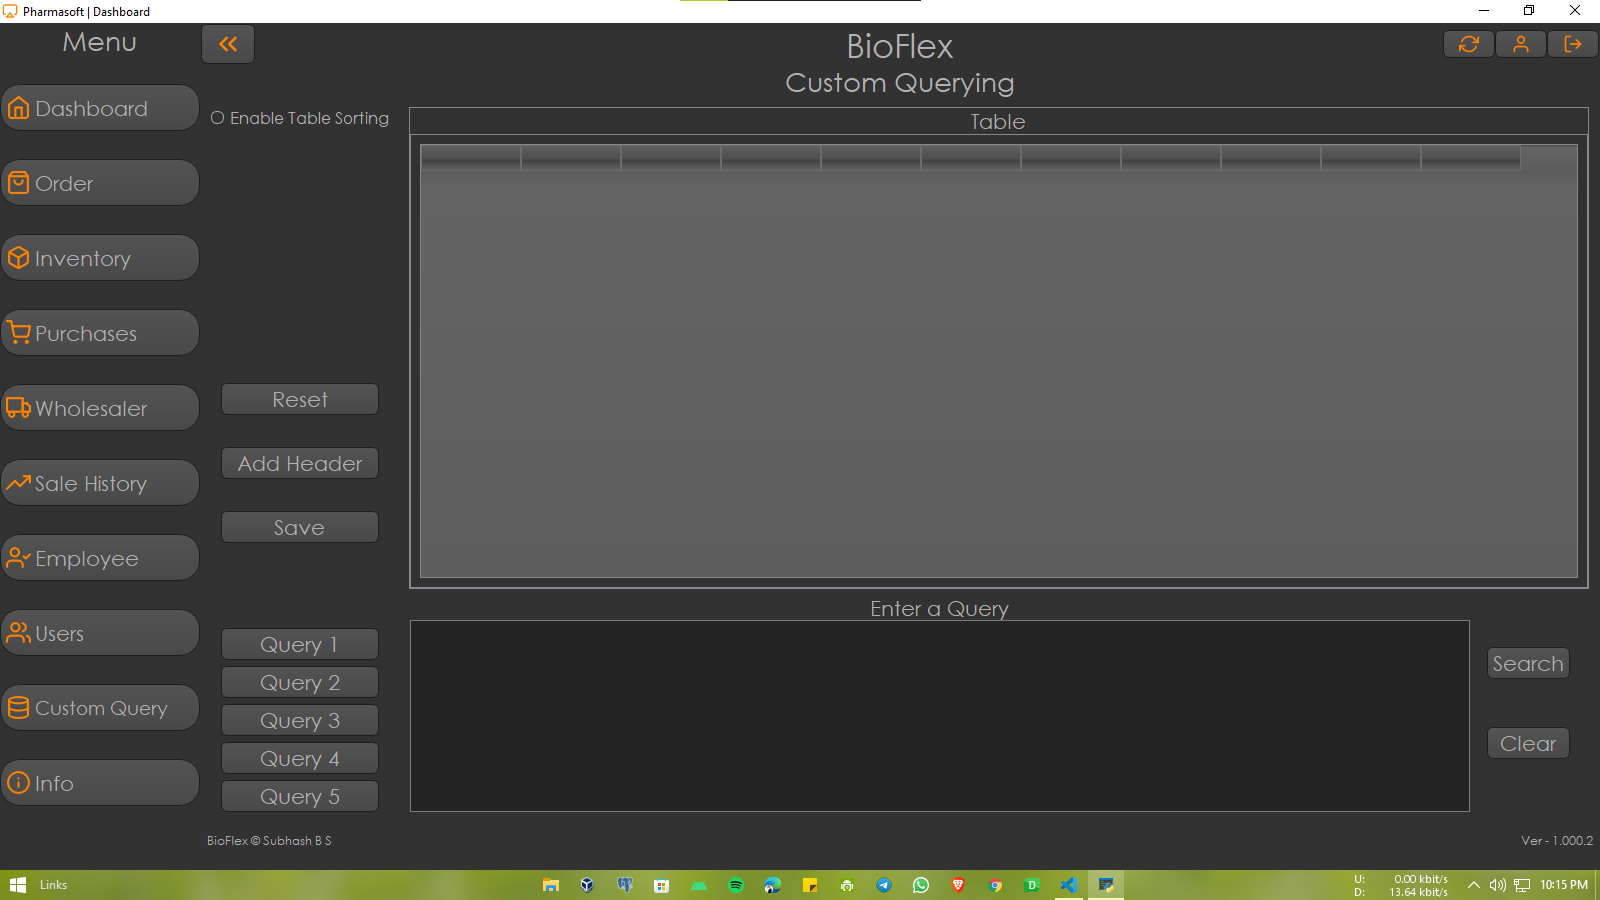 Pharmasoft | Dashboard
Menu
BioFlex
Custom Querying
Dashboard
Order
Inventory
Purchases
Wholesaler
Sale History
Employee
Users
Custom Query
Info
Enable Table Sorting
Table
Reset
Add Header
Save
Enter a Query
Query 1
Query 2
Query 3
Query 4
Query 5
Search
Clear
BioFlex © Subhash B S
Ver - 1.000.2
Links
U: 0.00 kbit/s
D: 13.64 kbit/s
10:15 PM